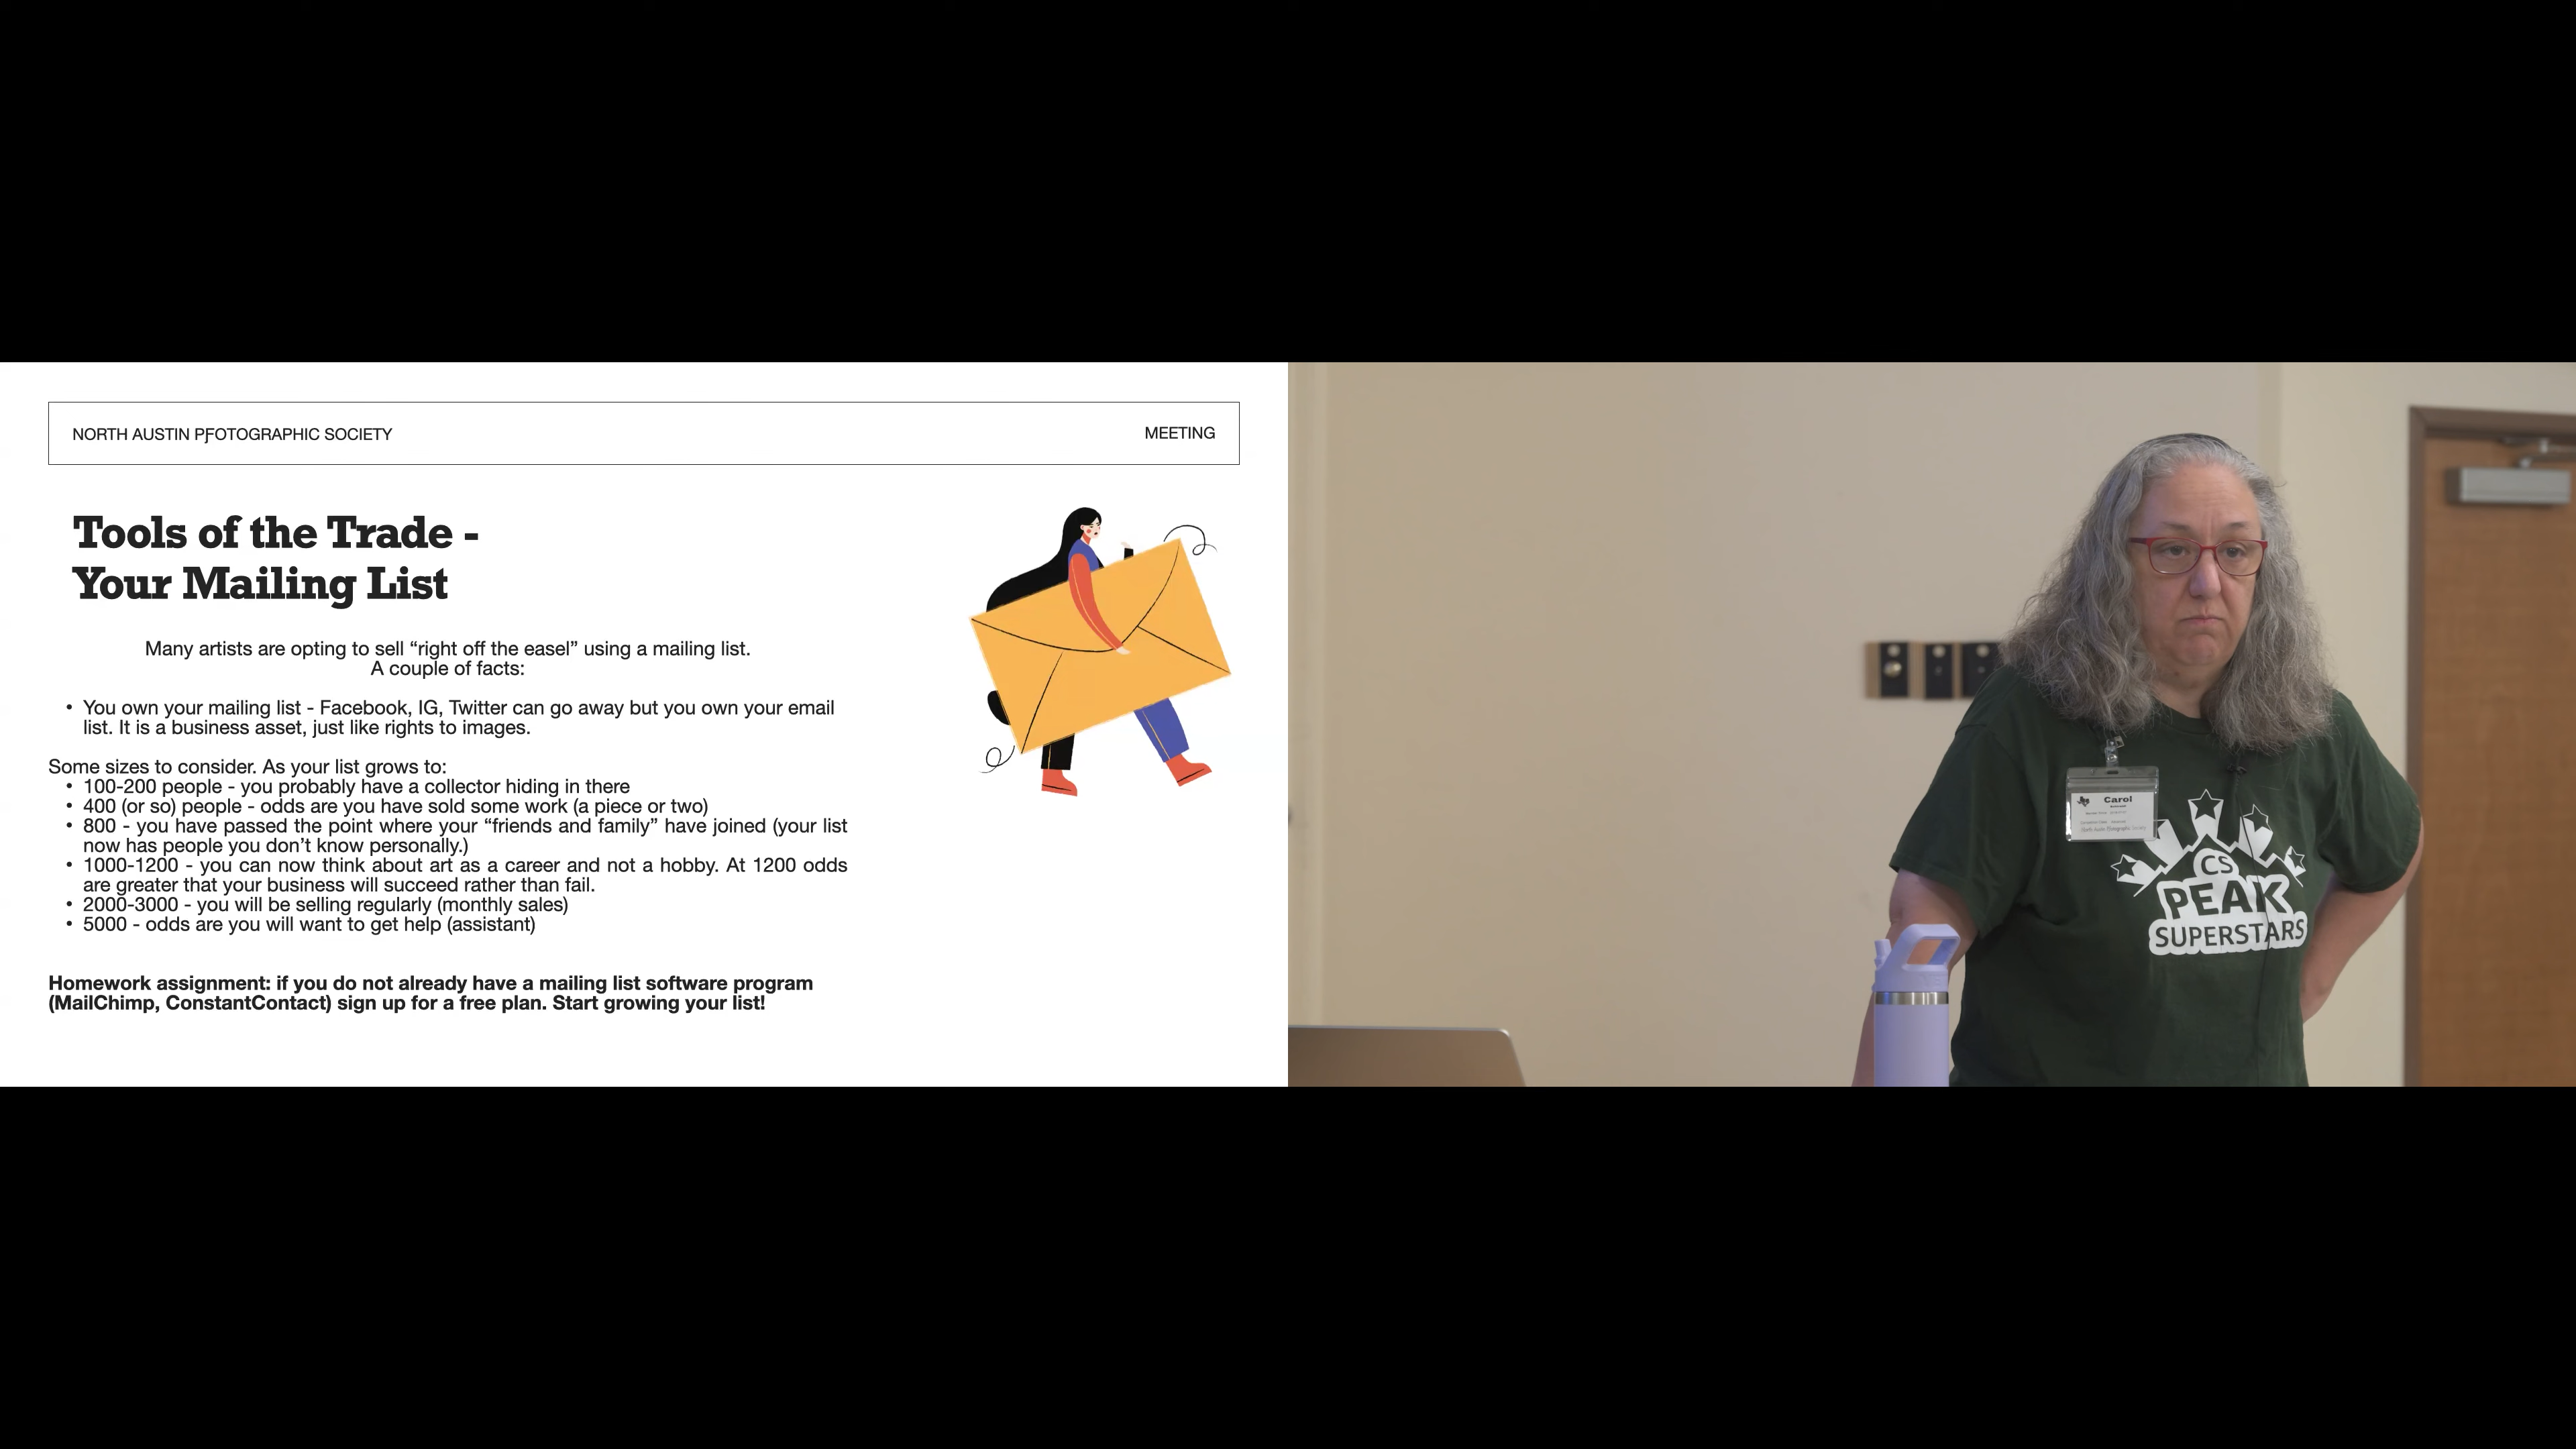 NORTH AUSTIN PƒOTOGRAPHIC SOCIETY
MEETING
Tools of the Trade -
Your Mailing List
Many artists are opting to sell “right off the easel” using a mailing list.
A couple of facts:
• You own your mailing list - Facebook, IG, Twitter can go away but you own your email
list. It is a business asset, just like rights to images.
Some sizes to consider. As your list grows to:
• 100-200 people - you probably have a collector hiding in there
• 400 (or so) people - odds are you have sold some work (a piece or two)
• 800 - you have passed the point where your “friends and family” have joined (your list
now has people you don’t know personally.)
• 1000-1200 - you can now think about art as a career and not a hobby. At 1200 odds
are greater that your business will succeed rather than fail.
• 2000-3000 - you will be selling regularly (monthly sales)
• 5000 - odds are you will want to get help (assistant)
Homework assignment: if you do not already have a mailing list software program
(MailChimp, ConstantContact) sign up for a free plan. Start growing your list!
Carol
North Austin Photographic Society
CS
PEAK
SUPERSTARS